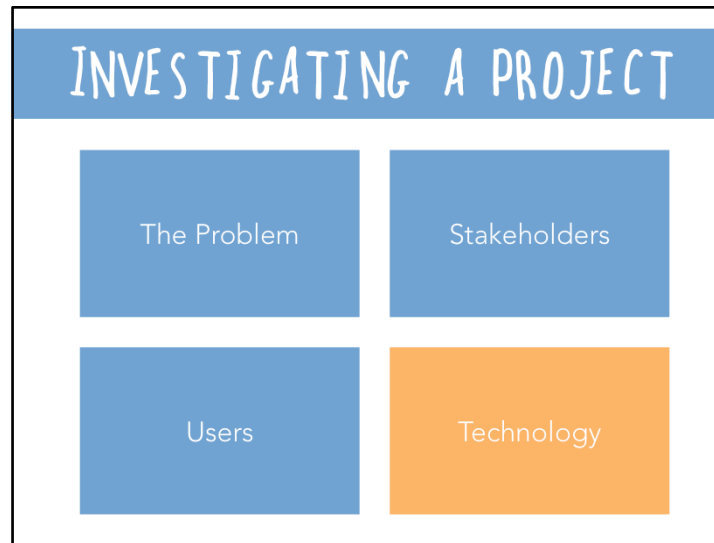 INVESTIGATING A PROJECT
The Problem
Stakeholders
Users
Technology